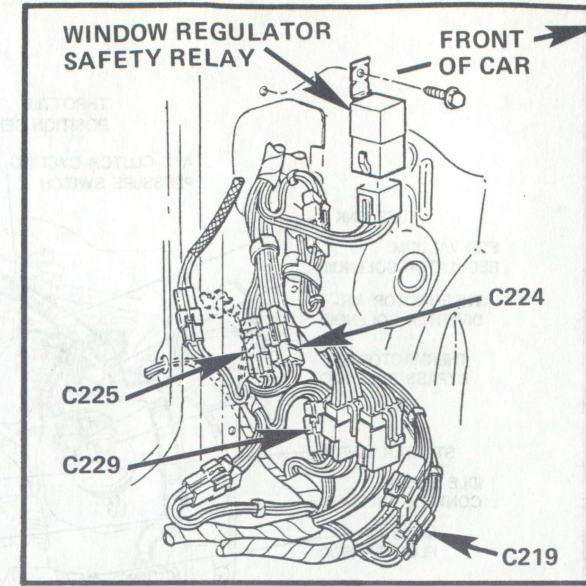 WINDOW REGULATOR
SAFETY RELAY
FRONT
OF CAR
C224
C225
C229
C219